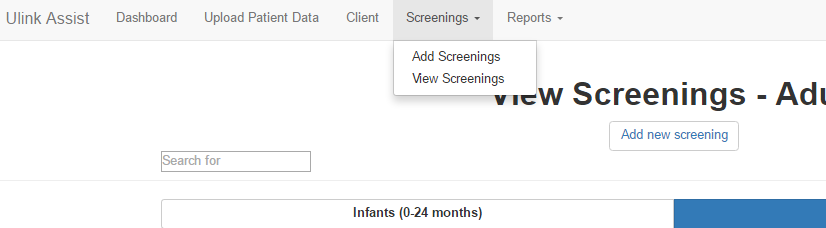 Ulink Assist Dashboard Upload Patient Data Client Screenings Reports
Add Screenings
View Screenings
View Screenings - Adu
Add new screening
Search for
Infants (0-24 months)